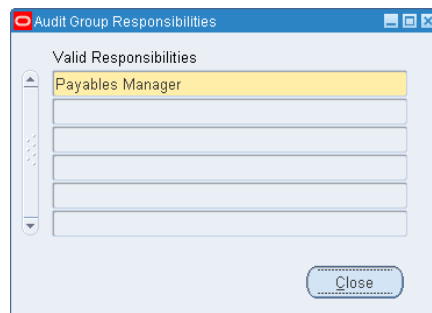 Audit Group Responsibilities
Valid Responsibilities
Payables Manager
Close